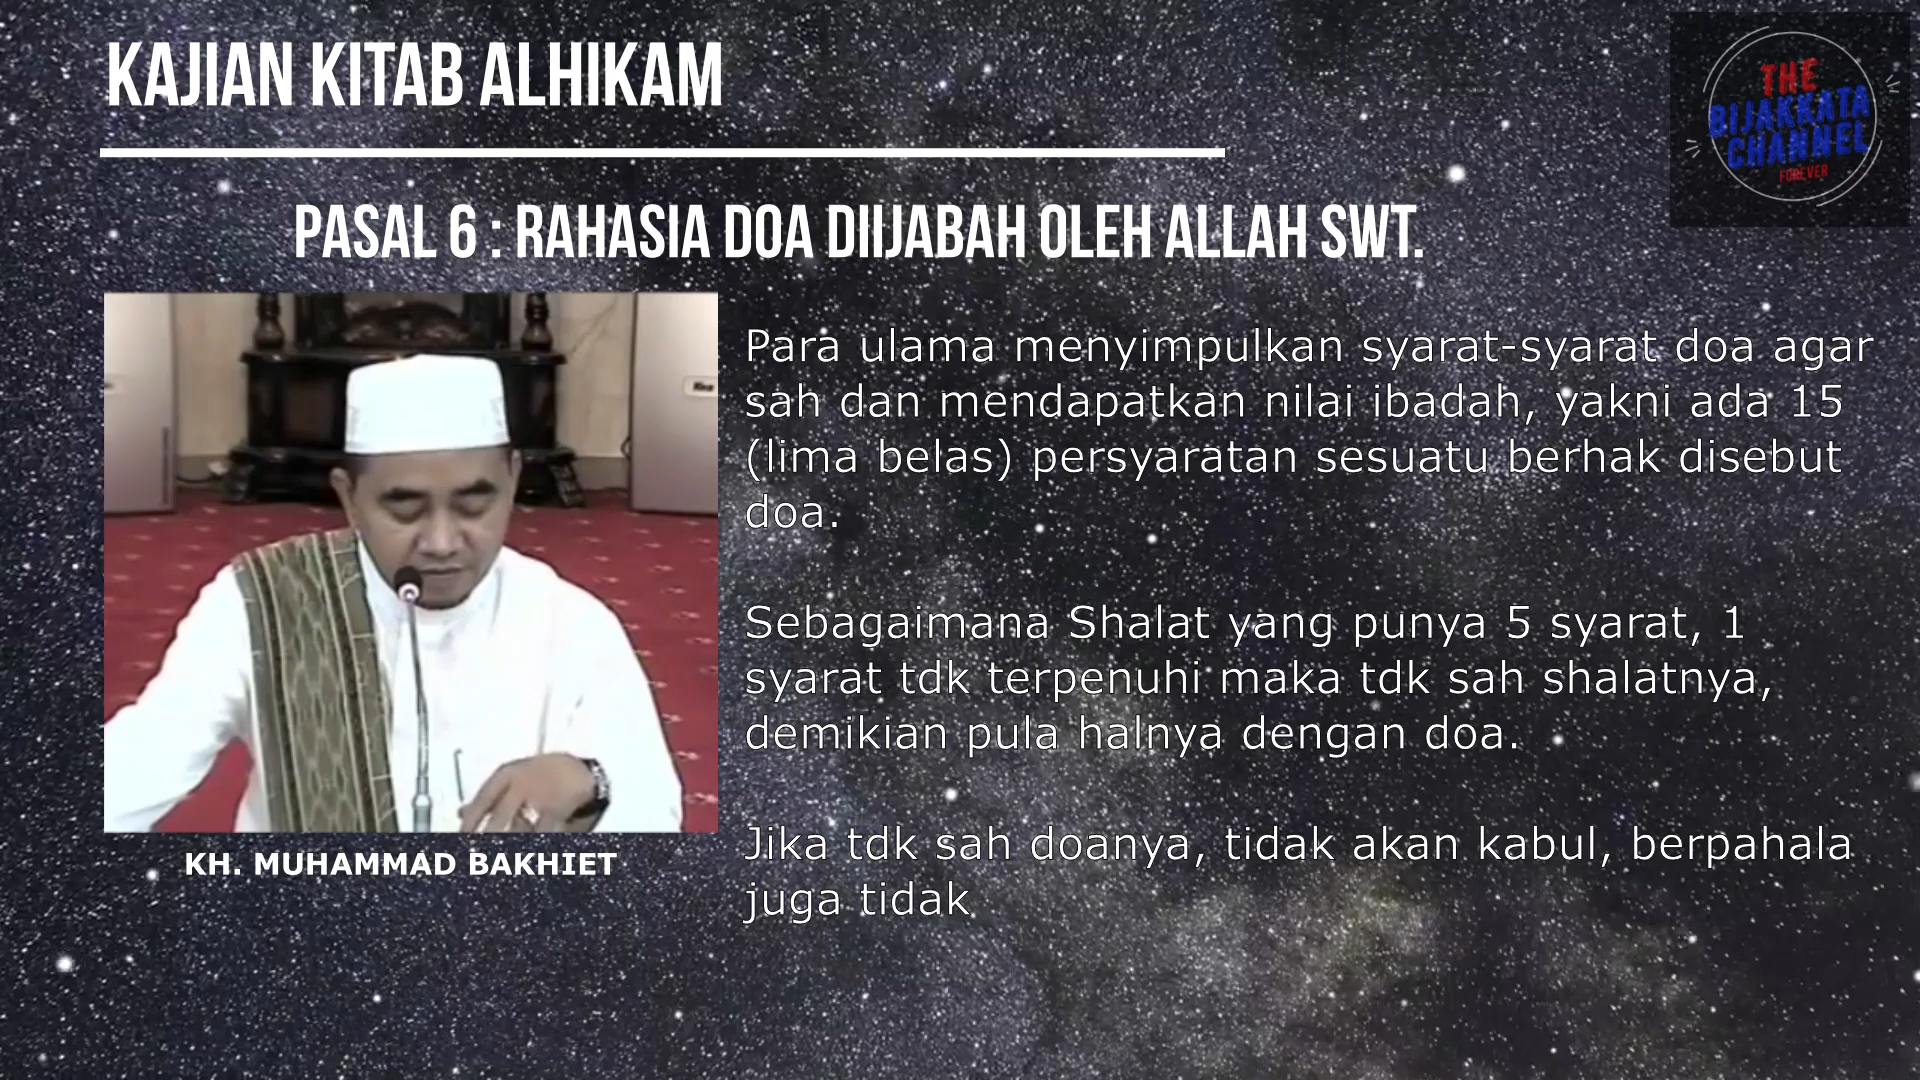 KAJIAN KITAB ALHIKAM
THE
BIJAKKATA
CHANNEL
FOREVER
PASAL 6 : RAHASIA DOA DIIJABAH OLEH ALLAH SWT.
Para ulama menyimpulkan syarat-syarat doa agar
sah dan mendapatkan nilai ibadah, yakni ada 15
(lima belas) persyaratan sesuatu berhak disebut
doa.
Sebagaimana Shalat yang punya 5 syarat, 1
syarat tdk terpenuhi maka tdk sah shalatnya,
demikian pula halnya dengan doa.
Jika tdk sah doanya, tidak akan kabul, berpahala
juga tidak
KH. MUHAMMAD BAKHIET